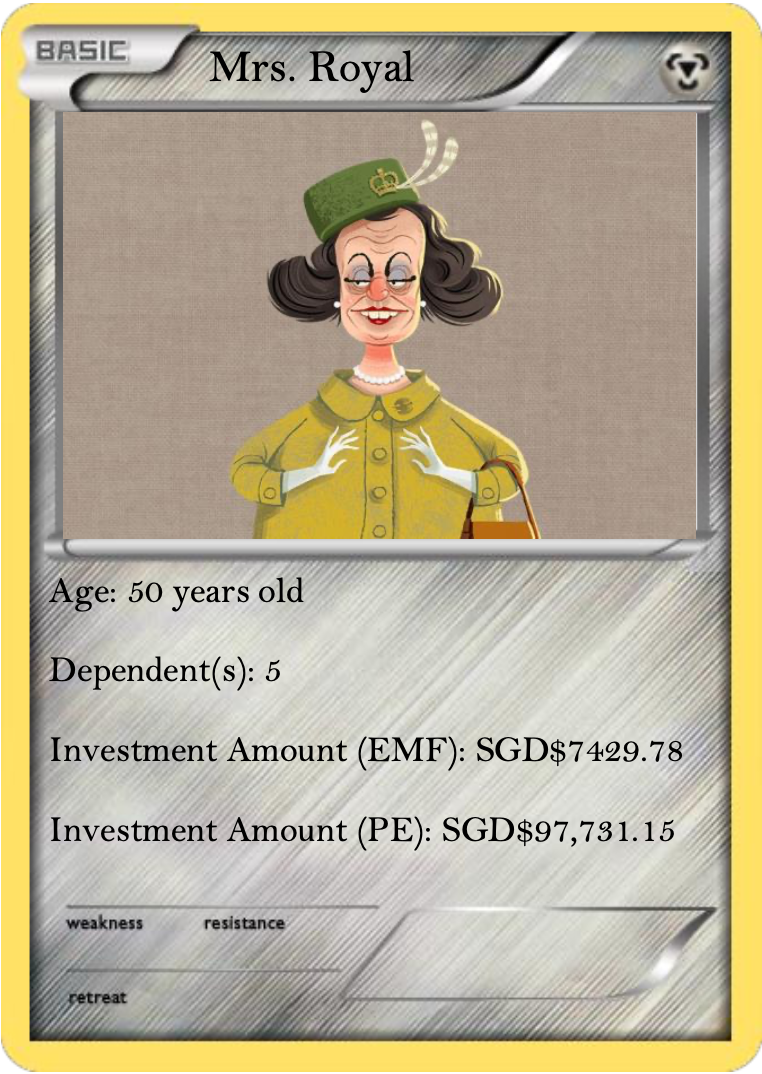 BASIC
Mrs. Royal
Age: 50 years old
Dependent(s): 5
Investment Amount (EMF): SGD$7429.78
Investment Amount (PE): SGD$97,731.15
weakness resistance
retreat